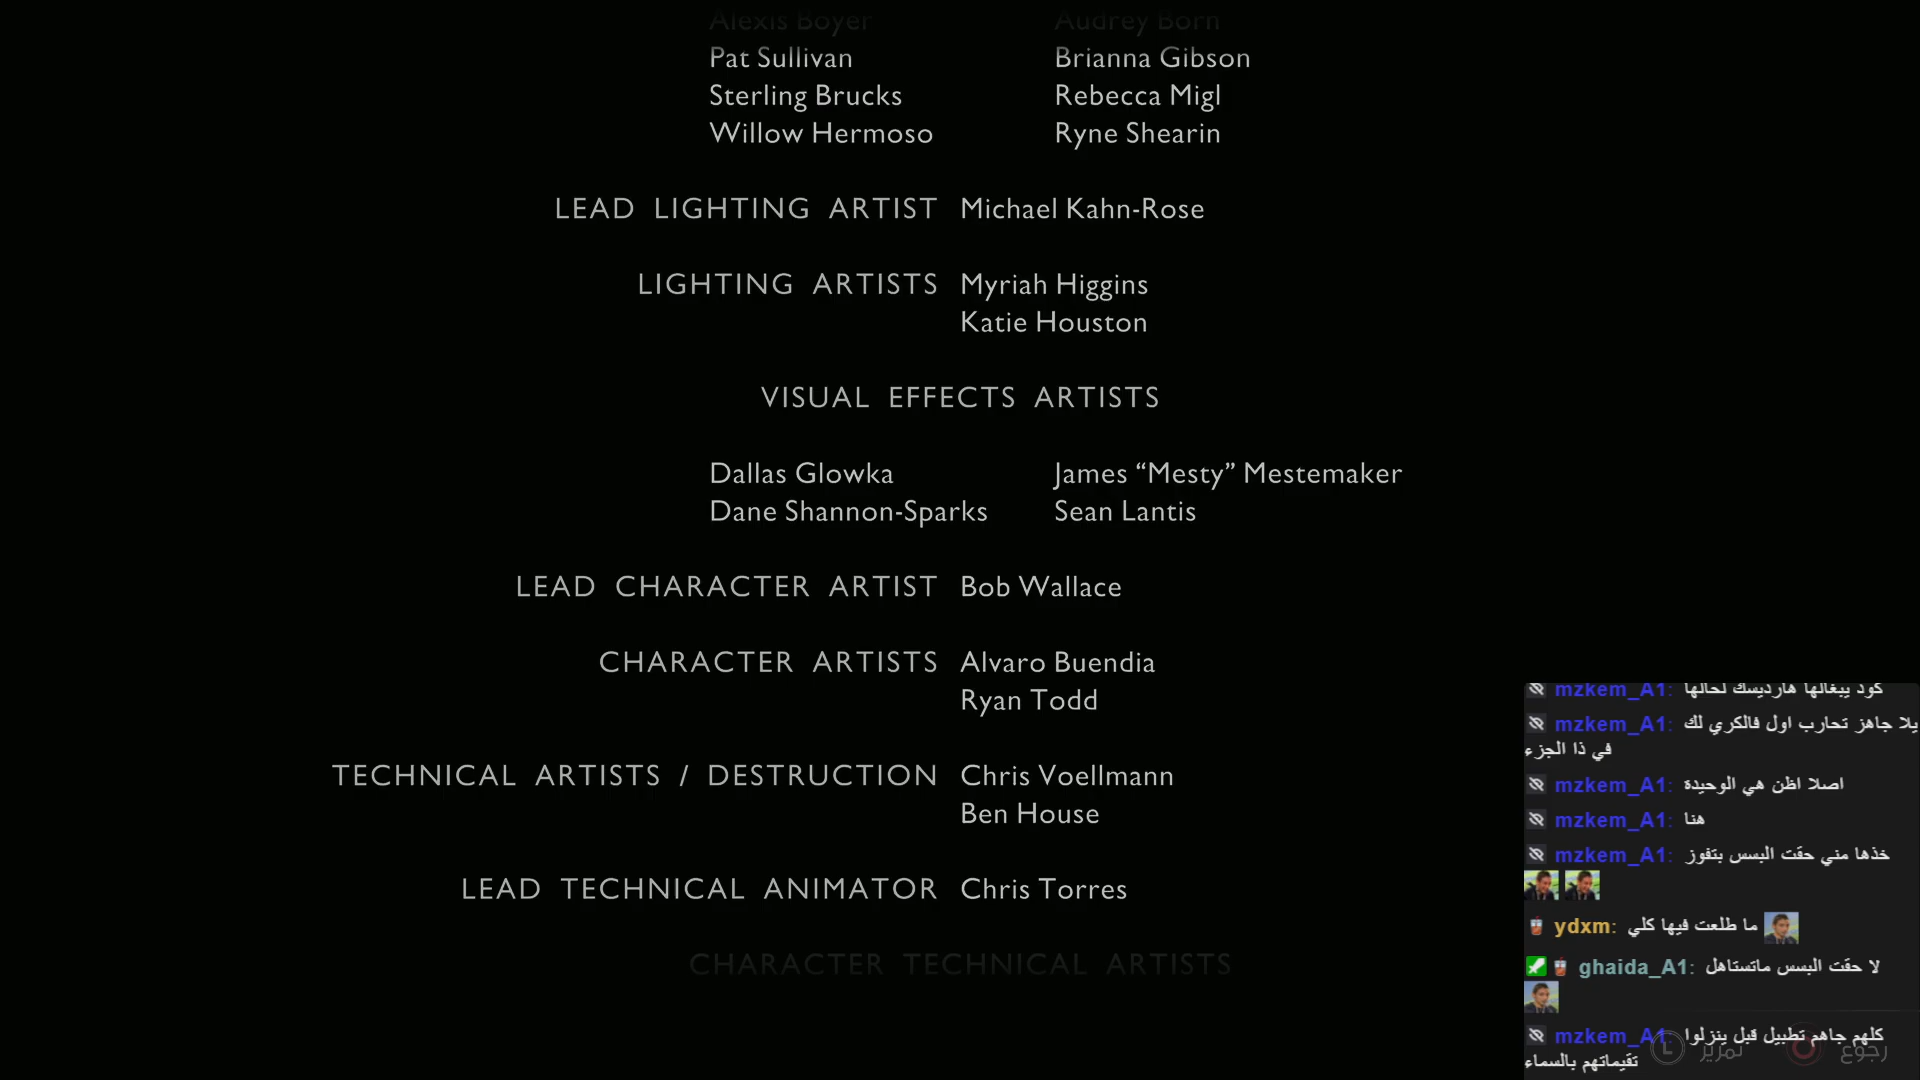 Alexis Boyer Audrey Born
Pat Sullivan Brianna Gibson
Sterling Brucks Rebecca Migl
Willow Hermoso Ryne Shearin
LEAD LIGHTING ARTIST Michael Kahn-Rose
LIGHTING ARTISTS Myriah Higgins
Katie Houston
VISUAL EFFECTS ARTISTS
Dallas Glowka James “Mesty” Mestemaker
Dane Shannon-Sparks Sean Lantis
LEAD CHARACTER ARTIST Bob Wallace
CHARACTER ARTISTS Alvaro Buendia
Ryan Todd
TECHNICAL ARTISTS / DESTRUCTION Chris Voellmann
Ben House
LEAD TECHNICAL ANIMATOR Chris Torres
CHARACTER TECHNICAL ARTISTS
mzkem_A1: كود يبغالها هارديسك لحالها
mzkem_A1: يلا جاهز تحارب اول فالكري لك
في ذا الجزء
mzkem_A1: اصلا اظن هي الوحيدة
mzkem_A1: هنا
mzkem_A1: خذها مني حقت البسس بتفوز
ydxm: ما طلعت فيها كلي
ghaida_A1: لا حقت البسس ماتستاهل
mzkem_A1: كلهم جاهم تطبيل قبل ينزلوا
تقيماتهم بالسماء
L تمرير رجوع